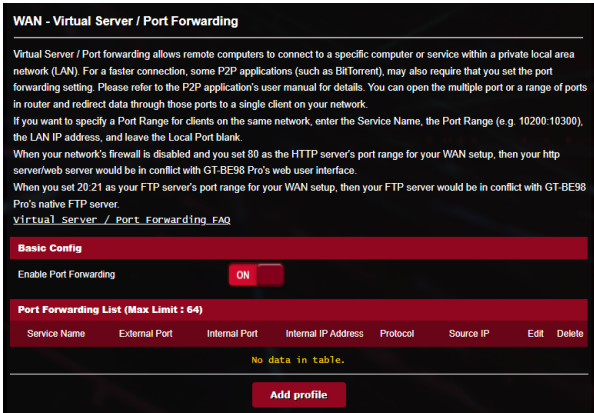 WAN - Virtual Server / Port Forwarding
Virtual Server / Port forwarding allows remote computers to connect to a specific computer or service within a private local area
network (LAN). For a faster connection, some P2P applications (such as BitTorrent), may also require that you set the port
forwarding setting. Please refer to the P2P application's user manual for details. You can open the multiple port or a range of ports
in router and redirect data through those ports to a single client on your network.
If you want to specify a Port Range for clients on the same network, enter the Service Name, the Port Range (e.g. 10200:10300),
the LAN IP address, and leave the Local Port blank.
When your network's firewall is disabled and you set 80 as the HTTP server's port range for your WAN setup, then your http
server/web server would be in conflict with GT-BE98 Pro's web user interface.
When you set 20:21 as your FTP server's port range for your WAN setup, then your FTP server would be in conflict with GT-BE98
Pro's native FTP server.
Virtual Server / Port Forwarding FAQ
Basic Config
Enable Port Forwarding ON
Port Forwarding List (Max Limit : 64)
Service Name External Port Internal Port Internal IP Address Protocol Source IP Edit Delete
No data in table.
Add profile